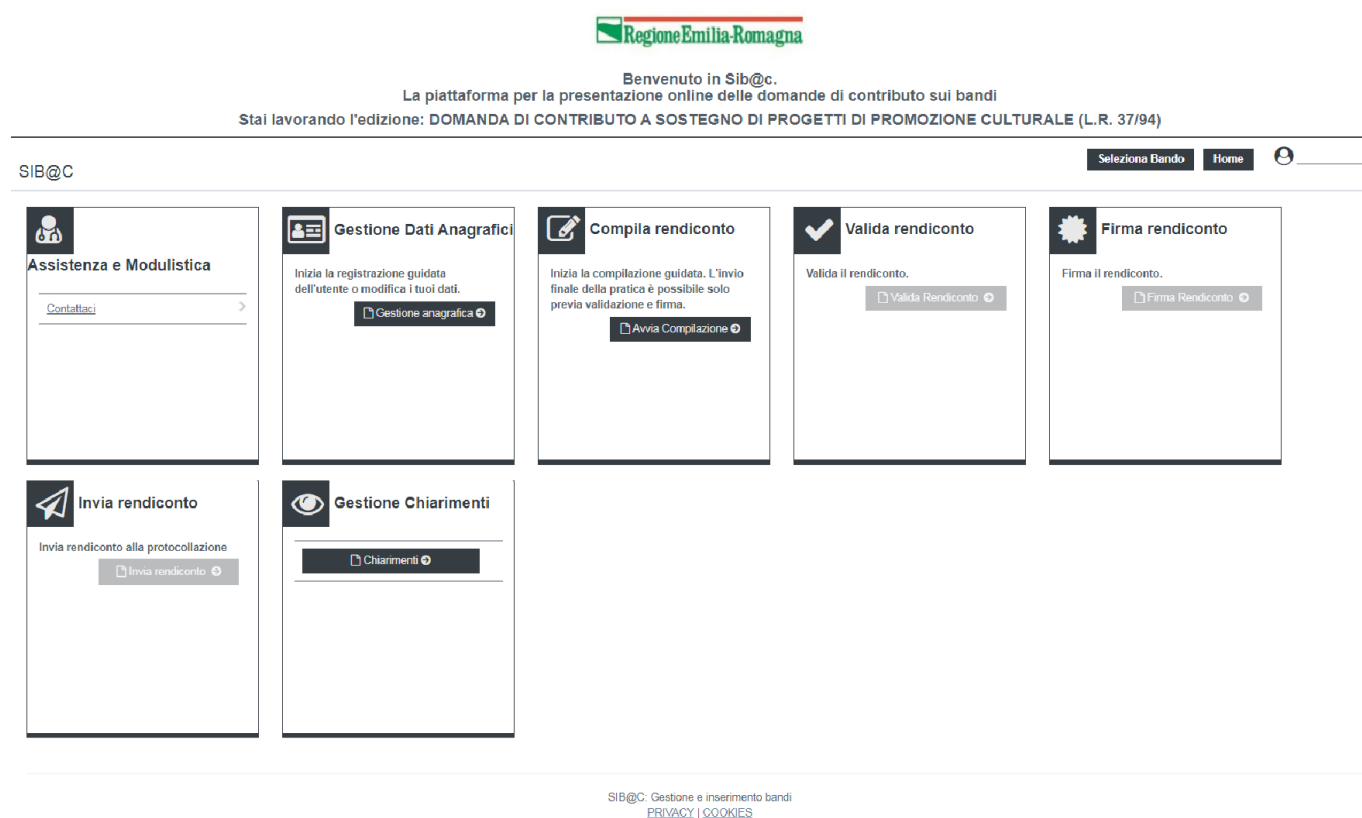 RegioneEmilia-Romagna
Benvenuto in Sib@c.
La piattaforma per la presentazione online delle domande di contributo sui bandi
Stai lavorando l'edizione: DOMANDA DI CONTRIBUTO A SOSTEGNO DI PROGETTI DI PROMOZIONE CULTURALE (L.R. 37/94)
SIB@C
Seleziona Bando
Home
Assistenza e Modulistica
Contattaci
Gestione Dati Anagrafici
Inizia la registrazione guidata
dell'utente o modifica i tuoi dati.
Gestione anagrafica
Compila rendiconto
Inizia la compilazione guidata. L'invio
finale della pratica è possibile solo
previa validazione e firma.
Avvia Compilazione
Valida rendiconto
Valida il rendiconto.
Valida Rendiconto
Firma rendiconto
Firma il rendiconto.
Firma Rendiconto
Invia rendiconto
Invia rendiconto alla protocollazione
Invia rendiconto
Gestione Chiarimenti
Chiarimenti
SIB@C: Gestione e inserimento bandi
PRIVACY | COOKIES